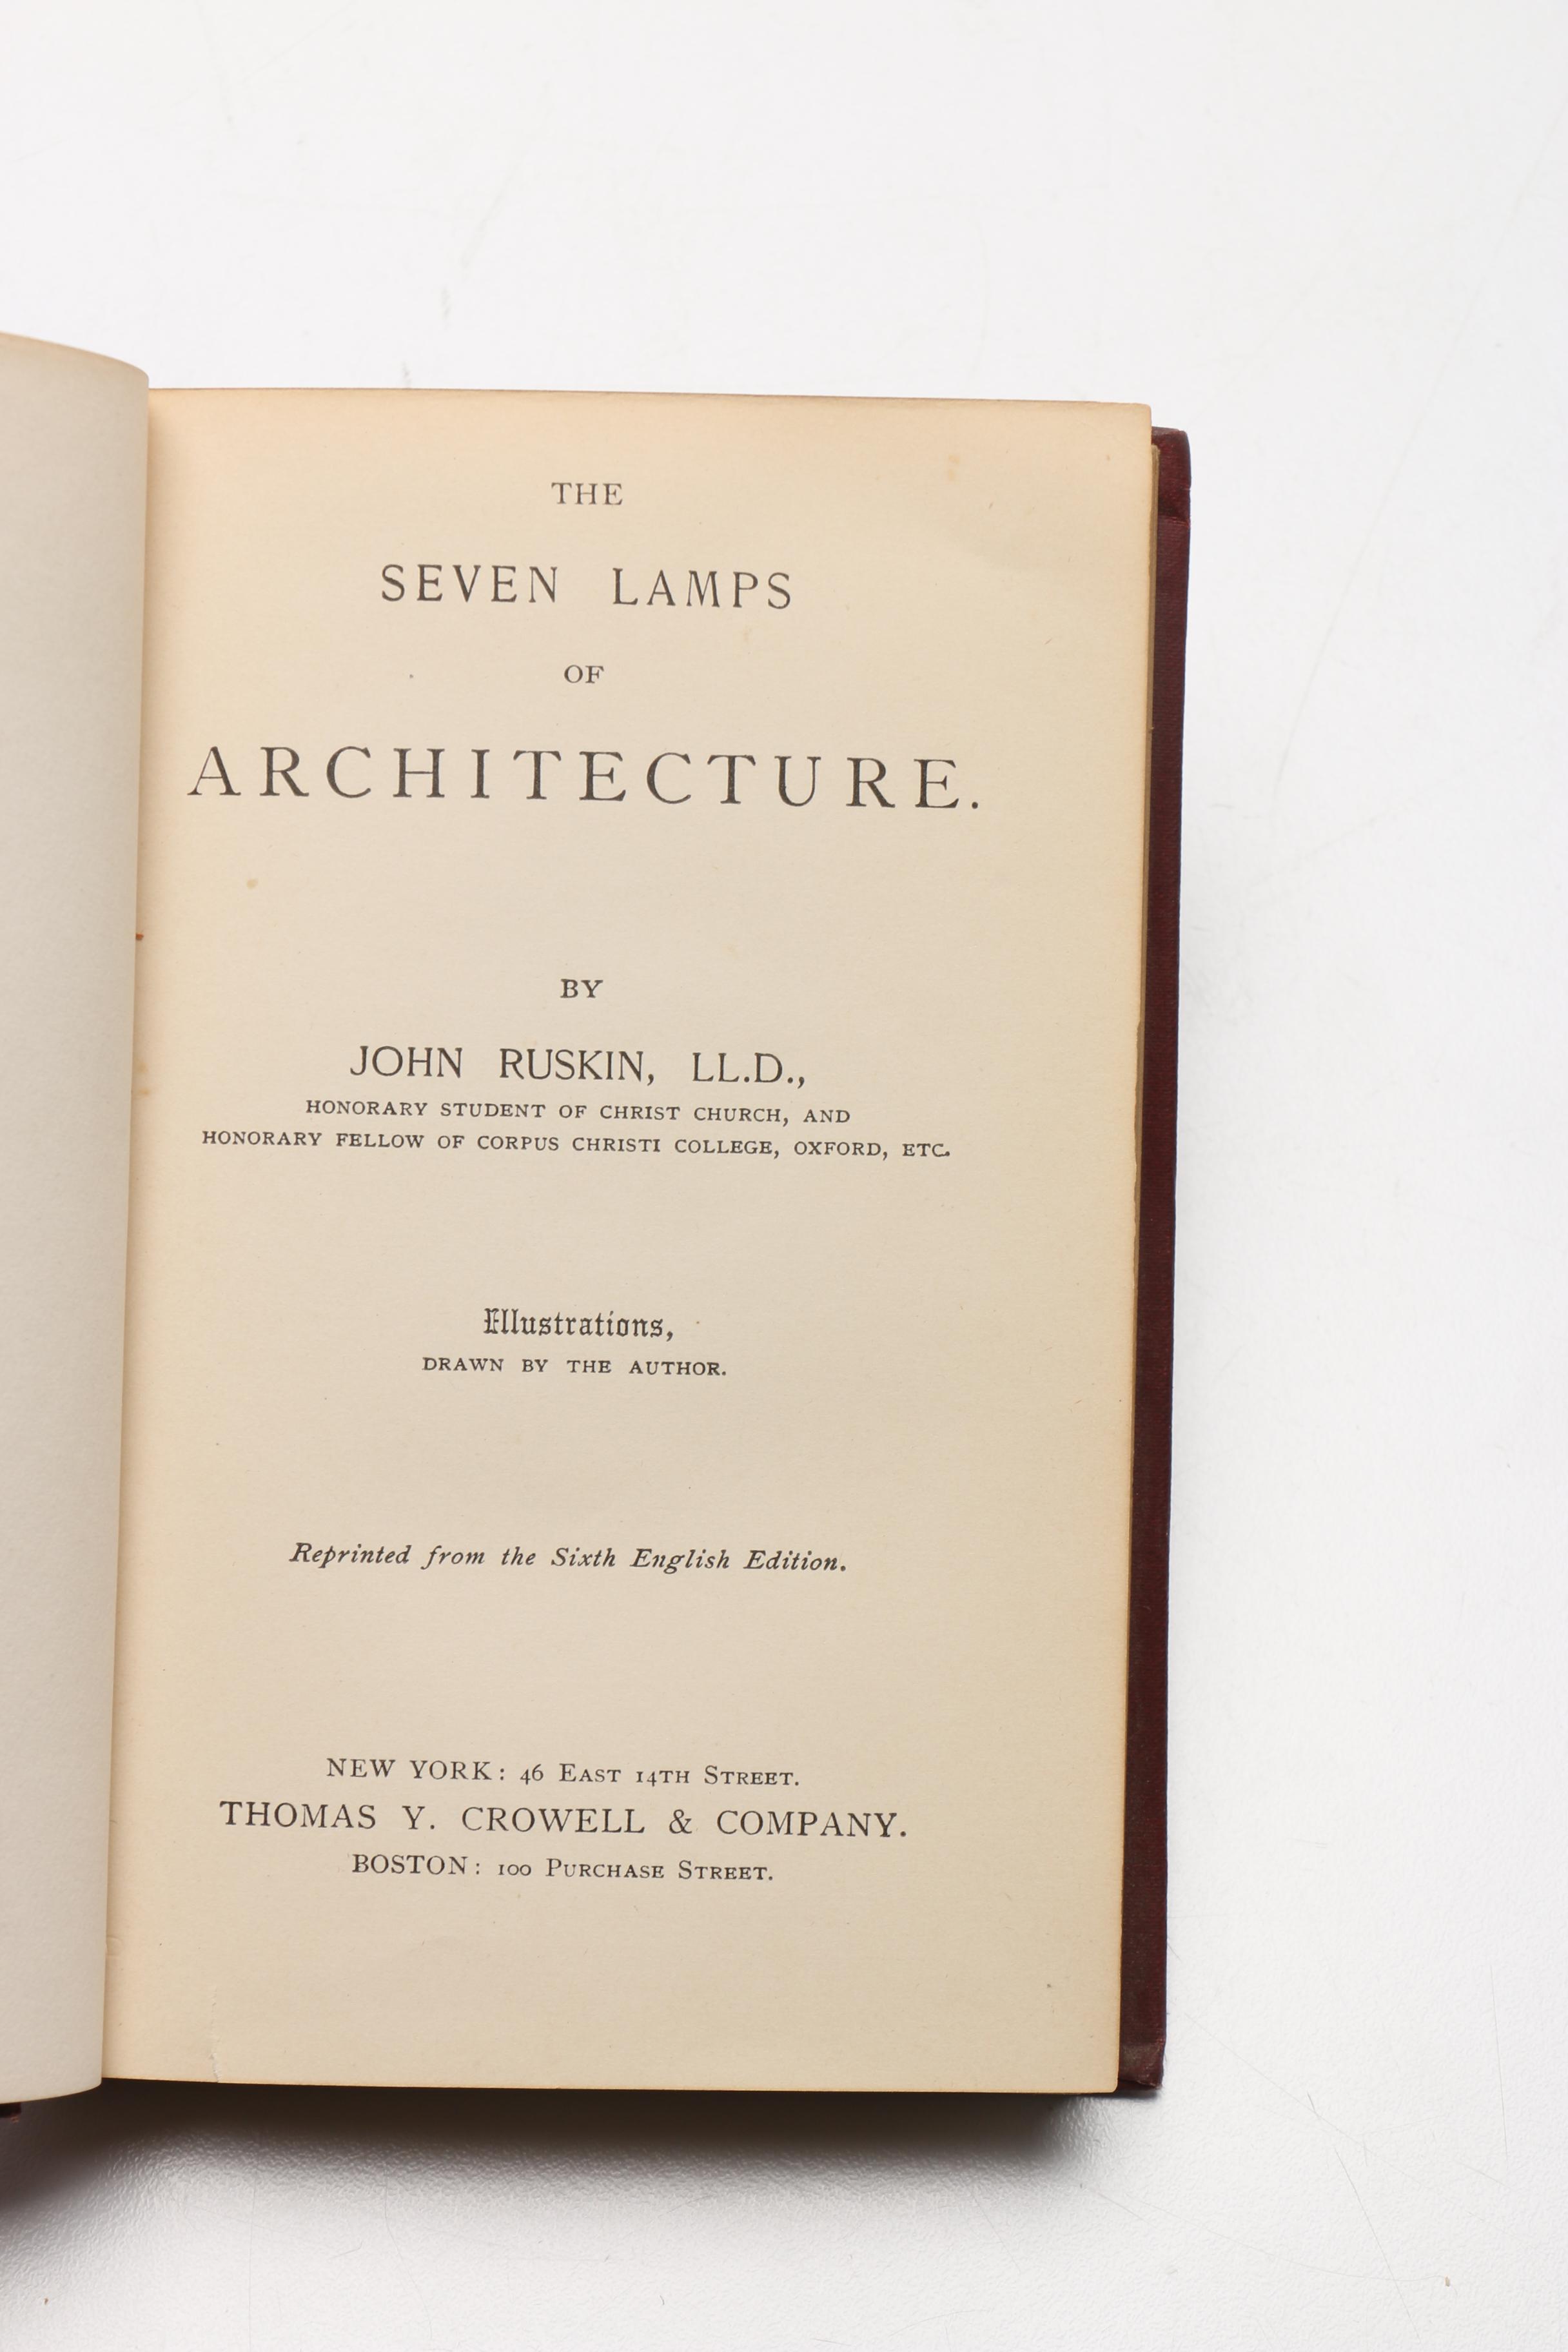 THE
SEVEN LAMPS
OF
ARCHITECTURE.
BY
JOHN RUSKIN, LL.D.,
HONORARY STUDENT OF CHRIST CHURCH, AND
HONORARY FELLOW OF CORPUS CHRISTI COLLEGE, OXFORD, ETC.
Illustrations,
DRAWN BY THE AUTHOR.
Reprinted from the Sixth English Edition.
NEW YORK: 46 EAST 14TH STREET.
THOMAS Y. CROWELL & COMPANY.
BOSTON: 100 PURCHASE STREET.